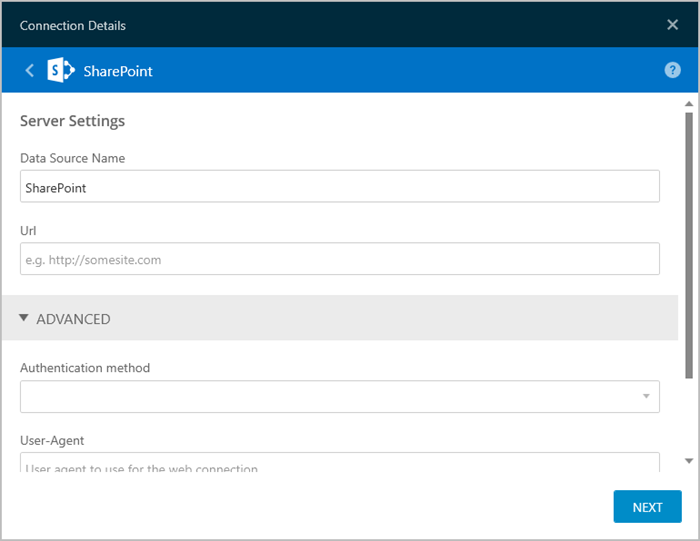 Connection Details
SharePoint
Server Settings
Data Source Name
SharePoint
Url
e.g. http://somesite.com
ADVANCED
Authentication method
User-Agent
User agent to use for the web connection
NEXT